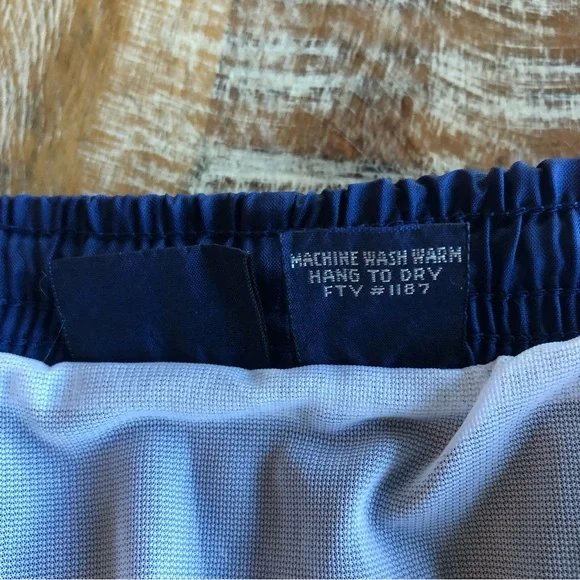 MACHINE WASH WARM
HANG TO DRY
FTY #1187